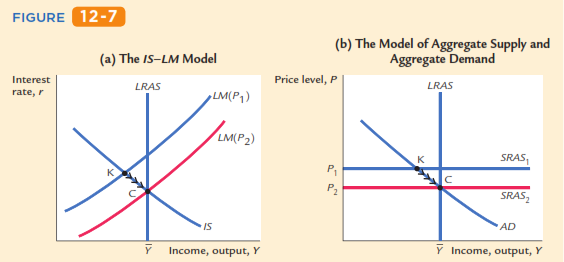 FIGURE 12-7
(a) The IS–LM Model
Interest
rate, r
LRAS
LM(P₁)
LM(P₂)
K
C
IS
Y̅
Income, output, Y
(b) The Model of Aggregate Supply and
Aggregate Demand
Price level, P
LRAS
K
SRAS₁
P₁
C
P₂
SRAS₂
AD
Y̅
Income, output, Y